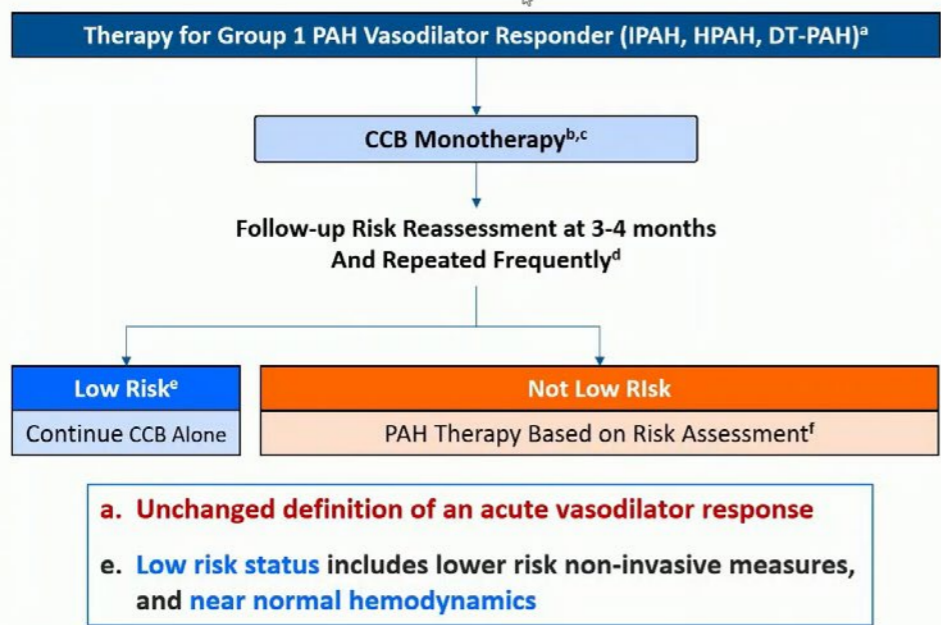 Therapy for Group 1 PAH Vasodilator Responder (IPAH, HPAH, DT-PAH)ᵃ
CCB Monotherapyᵇ,ᶜ
Follow-up Risk Reassessment at 3-4 months
And Repeated Frequentlyᵈ
Low Riskᵉ
Continue CCB Alone
Not Low RIsk
PAH Therapy Based on Risk Assessmentᶠ
a. Unchanged definition of an acute vasodilator response
e. Low risk status includes lower risk non-invasive measures,
and near normal hemodynamics